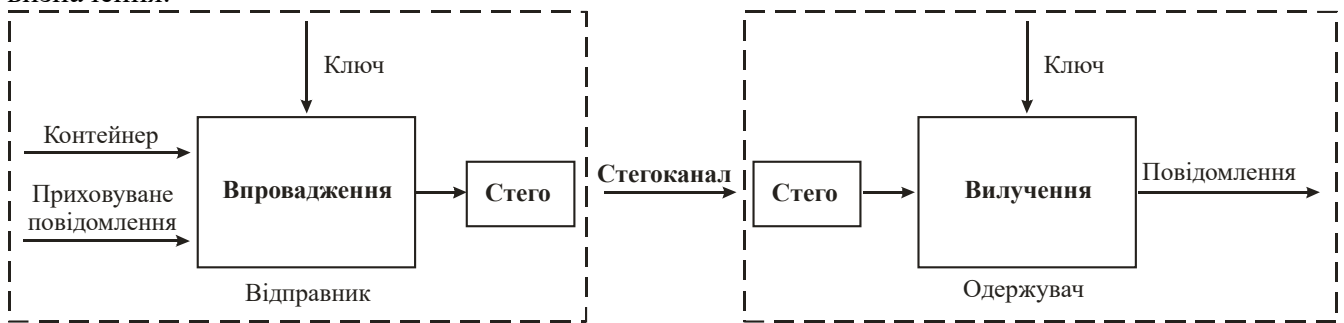 визначення.
Ключ
Контейнер
Приховуване
повідомлення
Впровадження
Стего
Відправник
Стегоканал
Ключ
Стего
Вилучення
Повідомлення
Одержувач